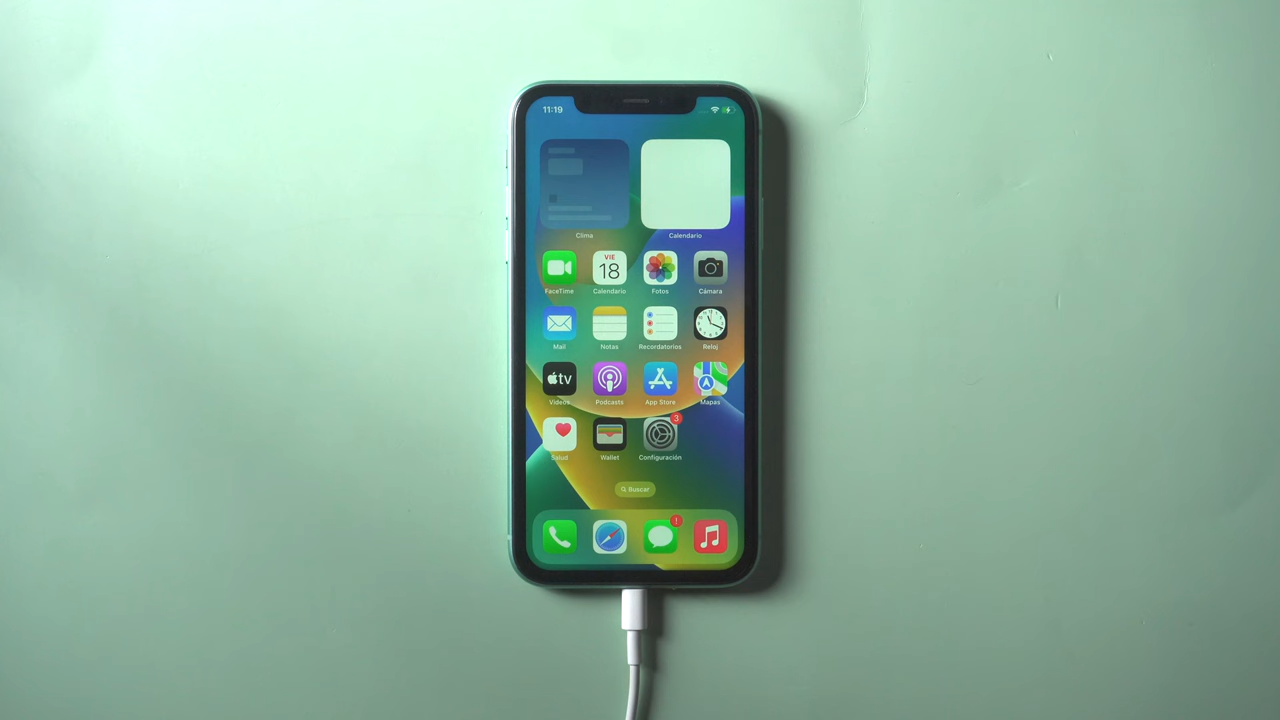 11:19
Clima Calendario
VIE
18
FaceTime Calendario Fotos Cámara
Mail Notas Recordatorios Reloj
tv
Videos Podcasts App Store Mapas
3
Salud Wallet Configuración
Buscar
!